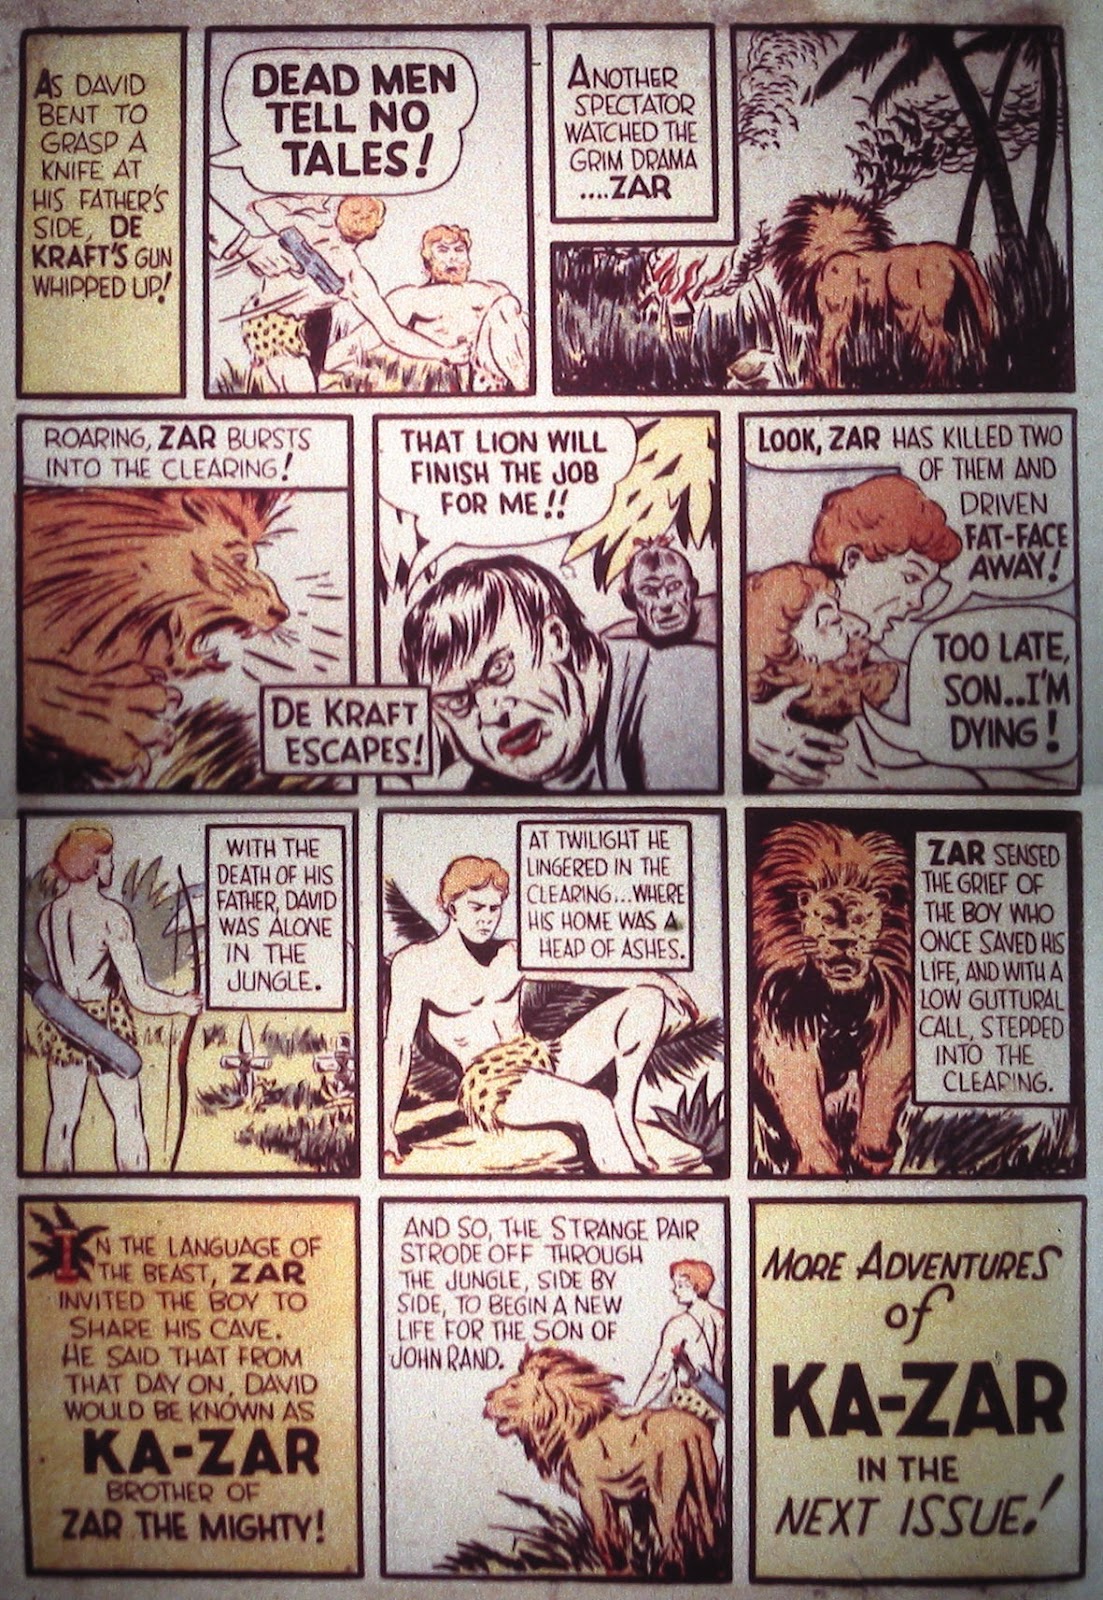 AS DAVID
BENT TO
GRASP A
KNIFE AT
HIS FATHER'S
SIDE, DE
KRAFT'S GUN
WHIPPED UP!
DEAD MEN
TELL NO
TALES!
ANOTHER
SPECTATOR
WATCHED THE
GRIM DRAMA
....ZAR
ROARING, ZAR BURSTS
INTO THE CLEARING!
DE KRAFT
ESCAPES!
THAT LION WILL
FINISH THE JOB
FOR ME!!
LOOK, ZAR HAS KILLED TWO
OF THEM AND
DRIVEN
FAT-FACE
AWAY!
TOO LATE,
SON..I'M
DYING!
WITH THE
DEATH OF HIS
FATHER, DAVID
WAS ALONE
IN THE
JUNGLE.
AT TWILIGHT HE
LINGERED IN THE
CLEARING...WHERE
HIS HOME WAS A
HEAP OF ASHES.
ZAR SENSED
THE GRIEF OF
THE BOY WHO
ONCE SAVED HIS
LIFE, AND WITH A
LOW GUTTURAL
CALL, STEPPED
INTO THE
CLEARING.
IN THE LANGUAGE OF
THE BEAST, ZAR
INVITED THE BOY TO
SHARE HIS CAVE.
HE SAID THAT FROM
THAT DAY ON, DAVID
WOULD BE KNOWN AS
KA-ZAR
BROTHER OF
ZAR THE MIGHTY!
AND SO, THE STRANGE PAIR
STRODE OFF THROUGH
THE JUNGLE, SIDE BY
SIDE, TO BEGIN A NEW
LIFE FOR THE SON OF
JOHN RAND.
MORE ADVENTURES
of
KA-ZAR
IN THE
NEXT ISSUE!